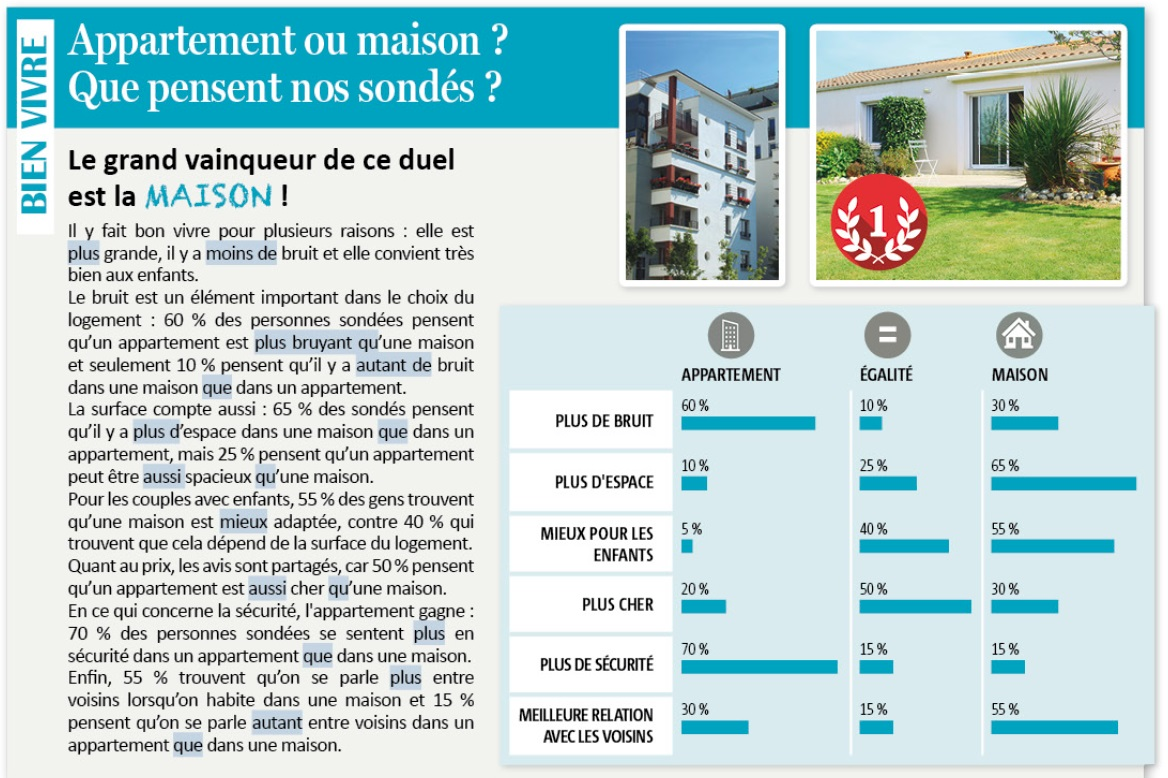 BIEN VIVRE
Appartement ou maison ?
Que pensent nos sondés ?
Le grand vainqueur de ce duel
est la MAISON !
Il y fait bon vivre pour plusieurs raisons : elle est
plus grande, il y a moins de bruit et elle convient très
bien aux enfants.
Le bruit est un élément important dans le choix du
logement : 60 % des personnes sondées pensent
qu'un appartement est plus bruyant qu'une maison
et seulement 10 % pensent qu'il y a autant de bruit
dans une maison que dans un appartement.
La surface compte aussi : 65 % des sondés pensent
qu'il y a plus d'espace dans une maison que dans un
appartement, mais 25 % pensent qu'un appartement
peut être aussi spacieux qu'une maison.
Pour les couples avec enfants, 55 % des gens trouvent
qu'une maison est mieux adaptée, contre 40 % qui
trouvent que cela dépend de la surface du logement.
Quant au prix, les avis sont partagés, car 50 % pensent
qu'un appartement est aussi cher qu'une maison.
En ce qui concerne la sécurité, l'appartement gagne :
70 % des personnes sondées se sentent plus en
sécurité dans un appartement que dans une maison.
Enfin, 55 % trouvent qu'on se parle plus entre
voisins lorsqu'on habite dans une maison et 15 %
pensent qu'on se parle autant entre voisins dans un
appartement que dans une maison.
1
APPARTEMENT ÉGALITÉ MAISON
PLUS DE BRUIT 60 % 10 % 30 %
PLUS D'ESPACE 10 % 25 % 65 %
MIEUX POUR LES
ENFANTS 5 % 40 % 55 %
PLUS CHER 20 % 50 % 30 %
PLUS DE SÉCURITÉ 70 % 15 % 15 %
MEILLEURE RELATION
AVEC LES VOISINS 30 % 15 % 55 %